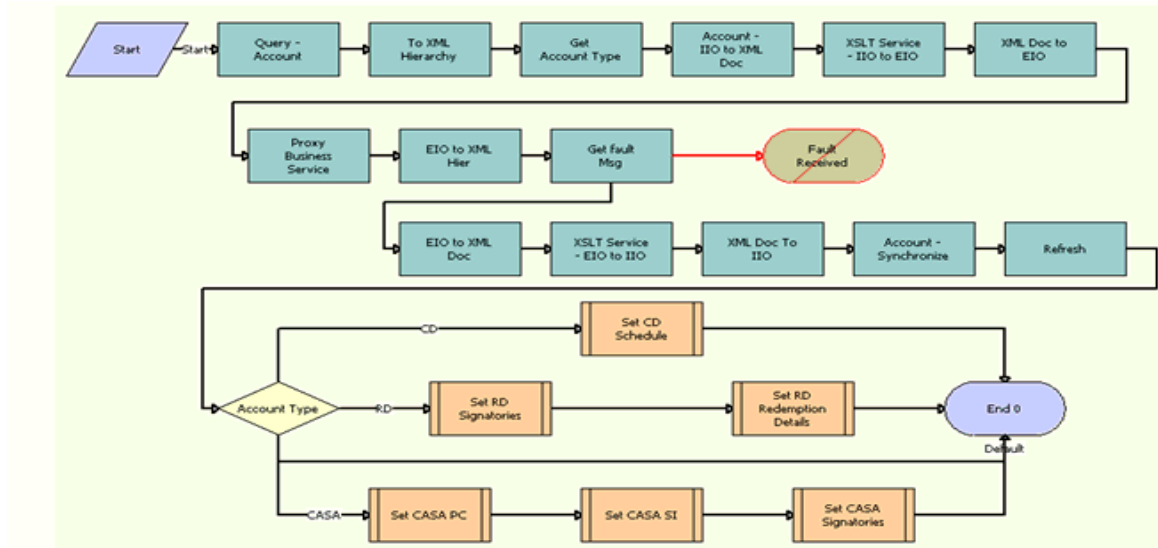 Start
Start
Query -
Account
To XML
Hierarchy
Get
Account Type
Account -
IIO to XML
Doc
XSLT Service
- IIO to EIO
XML Doc to
EIO
Proxy
Business
Service
EIO to XML
Hier
Get fault
Msg
Fault
Received
EIO to XML
Doc
XSLT Service
- EIO to IIO
XML Doc To
IIO
Account -
Synchronize
Refresh
CD
Set CD
Schedule
Account Type
RD
Set RD
Signatories
Set RD
Redemption
Details
End 0
Default
CASA
Set CASA PC
Set CASA SI
Set CASA
Signatories